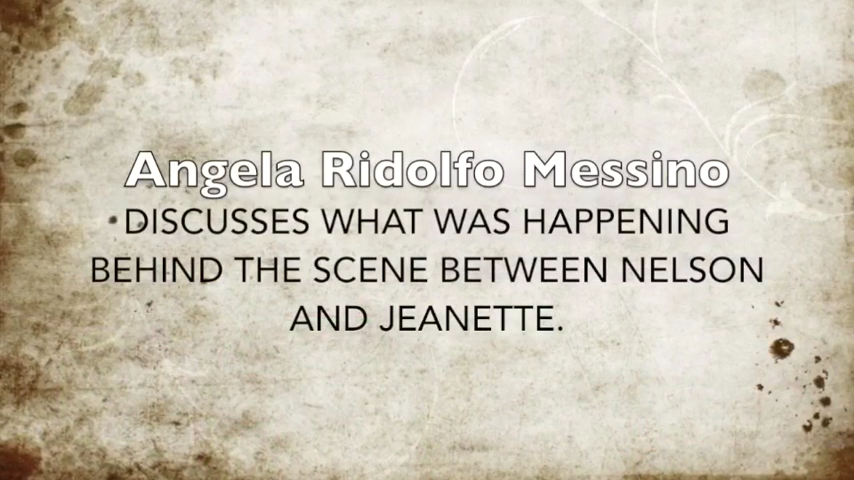 Angela Ridolfo Messino
DISCUSSES WHAT WAS HAPPENING
BEHIND THE SCENE BETWEEN NELSON
AND JEANETTE.